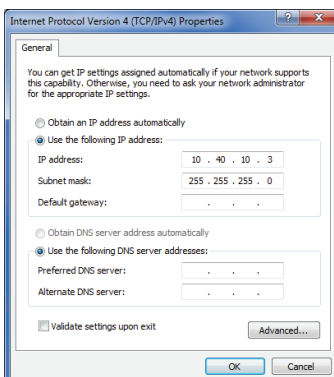 Internet Protocol Version 4 (TCP/IPv4) Properties
General
You can get IP settings assigned automatically if your network supports
this capability. Otherwise, you need to ask your network administrator
for the appropriate IP settings.
Obtain an IP address automatically
Use the following IP address:
IP address: 10 . 40 . 10 . 3
Subnet mask: 255 . 255 . 255 . 0
Default gateway: . . .
Obtain DNS server address automatically
Use the following DNS server addresses:
Preferred DNS server: . . .
Alternate DNS server: . . .
Validate settings upon exit
Advanced...
OK Cancel